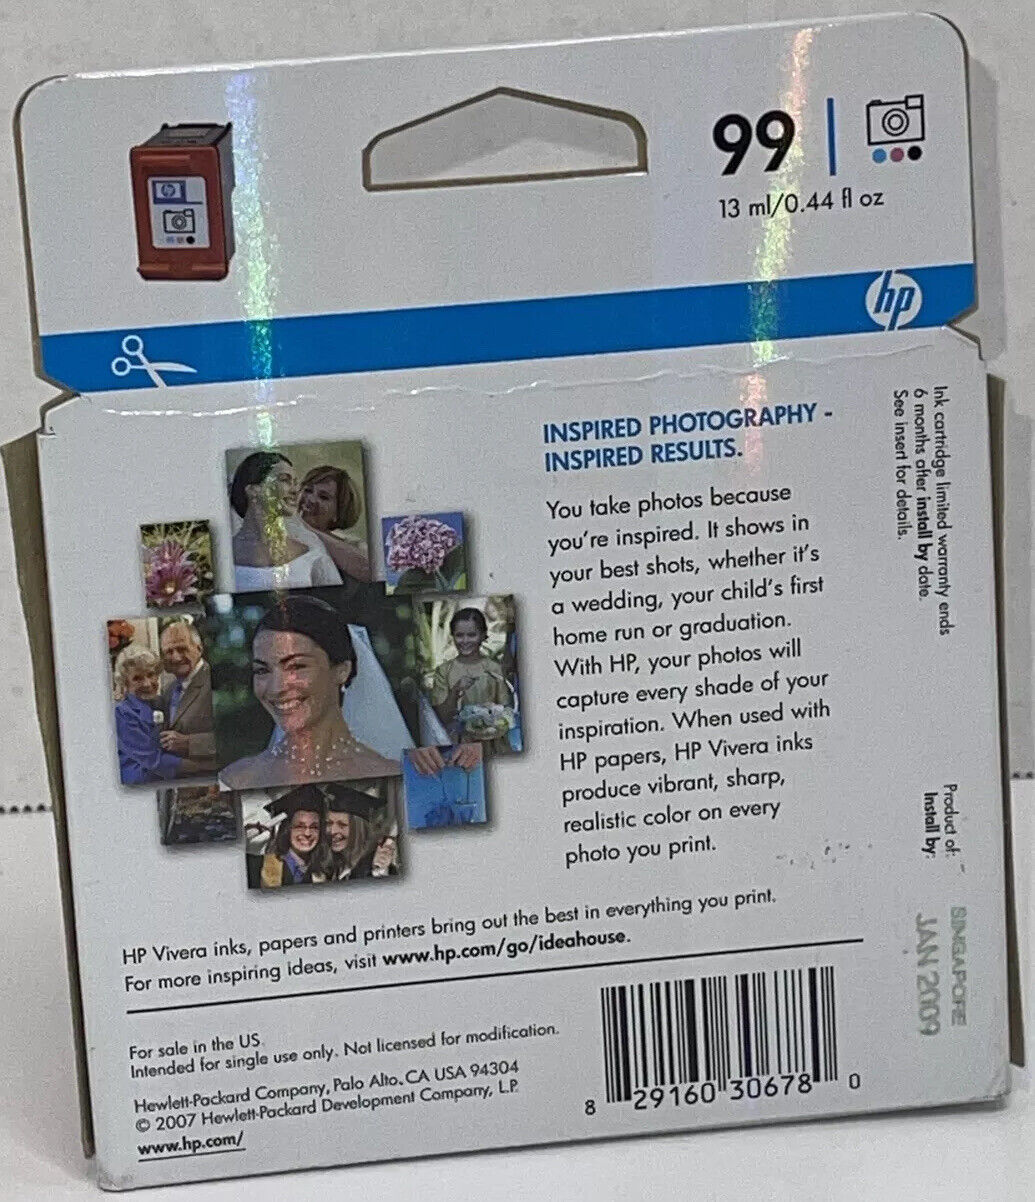 99
13 ml/0.44 fl oz
hp
hp
INSPIRED PHOTOGRAPHY -
INSPIRED RESULTS.
You take photos because
you're inspired. It shows in
your best shots, whether it's
a wedding, your child's first
home run or graduation.
With HP, your photos will
capture every shade of your
inspiration. When used with
HP papers, HP Vivera inks
produce vibrant, sharp,
realistic color on every
photo you print.
HP Vivera inks, papers and printers bring out the best in everything you print.
For more inspiring ideas, visit www.hp.com/go/ideahouse.
For sale in the US.
Intended for single use only. Not licensed for modification.
Hewlett-Packard Company, Palo Alto, CA USA 94304
© 2007 Hewlett-Packard Development Company, L.P.
www.hp.com/
8 29160 30678 0
Ink cartridge limited warranty ends
6 months after install by date.
See insert for details.
Product of: SINGAPORE
Install by: JAN 2009